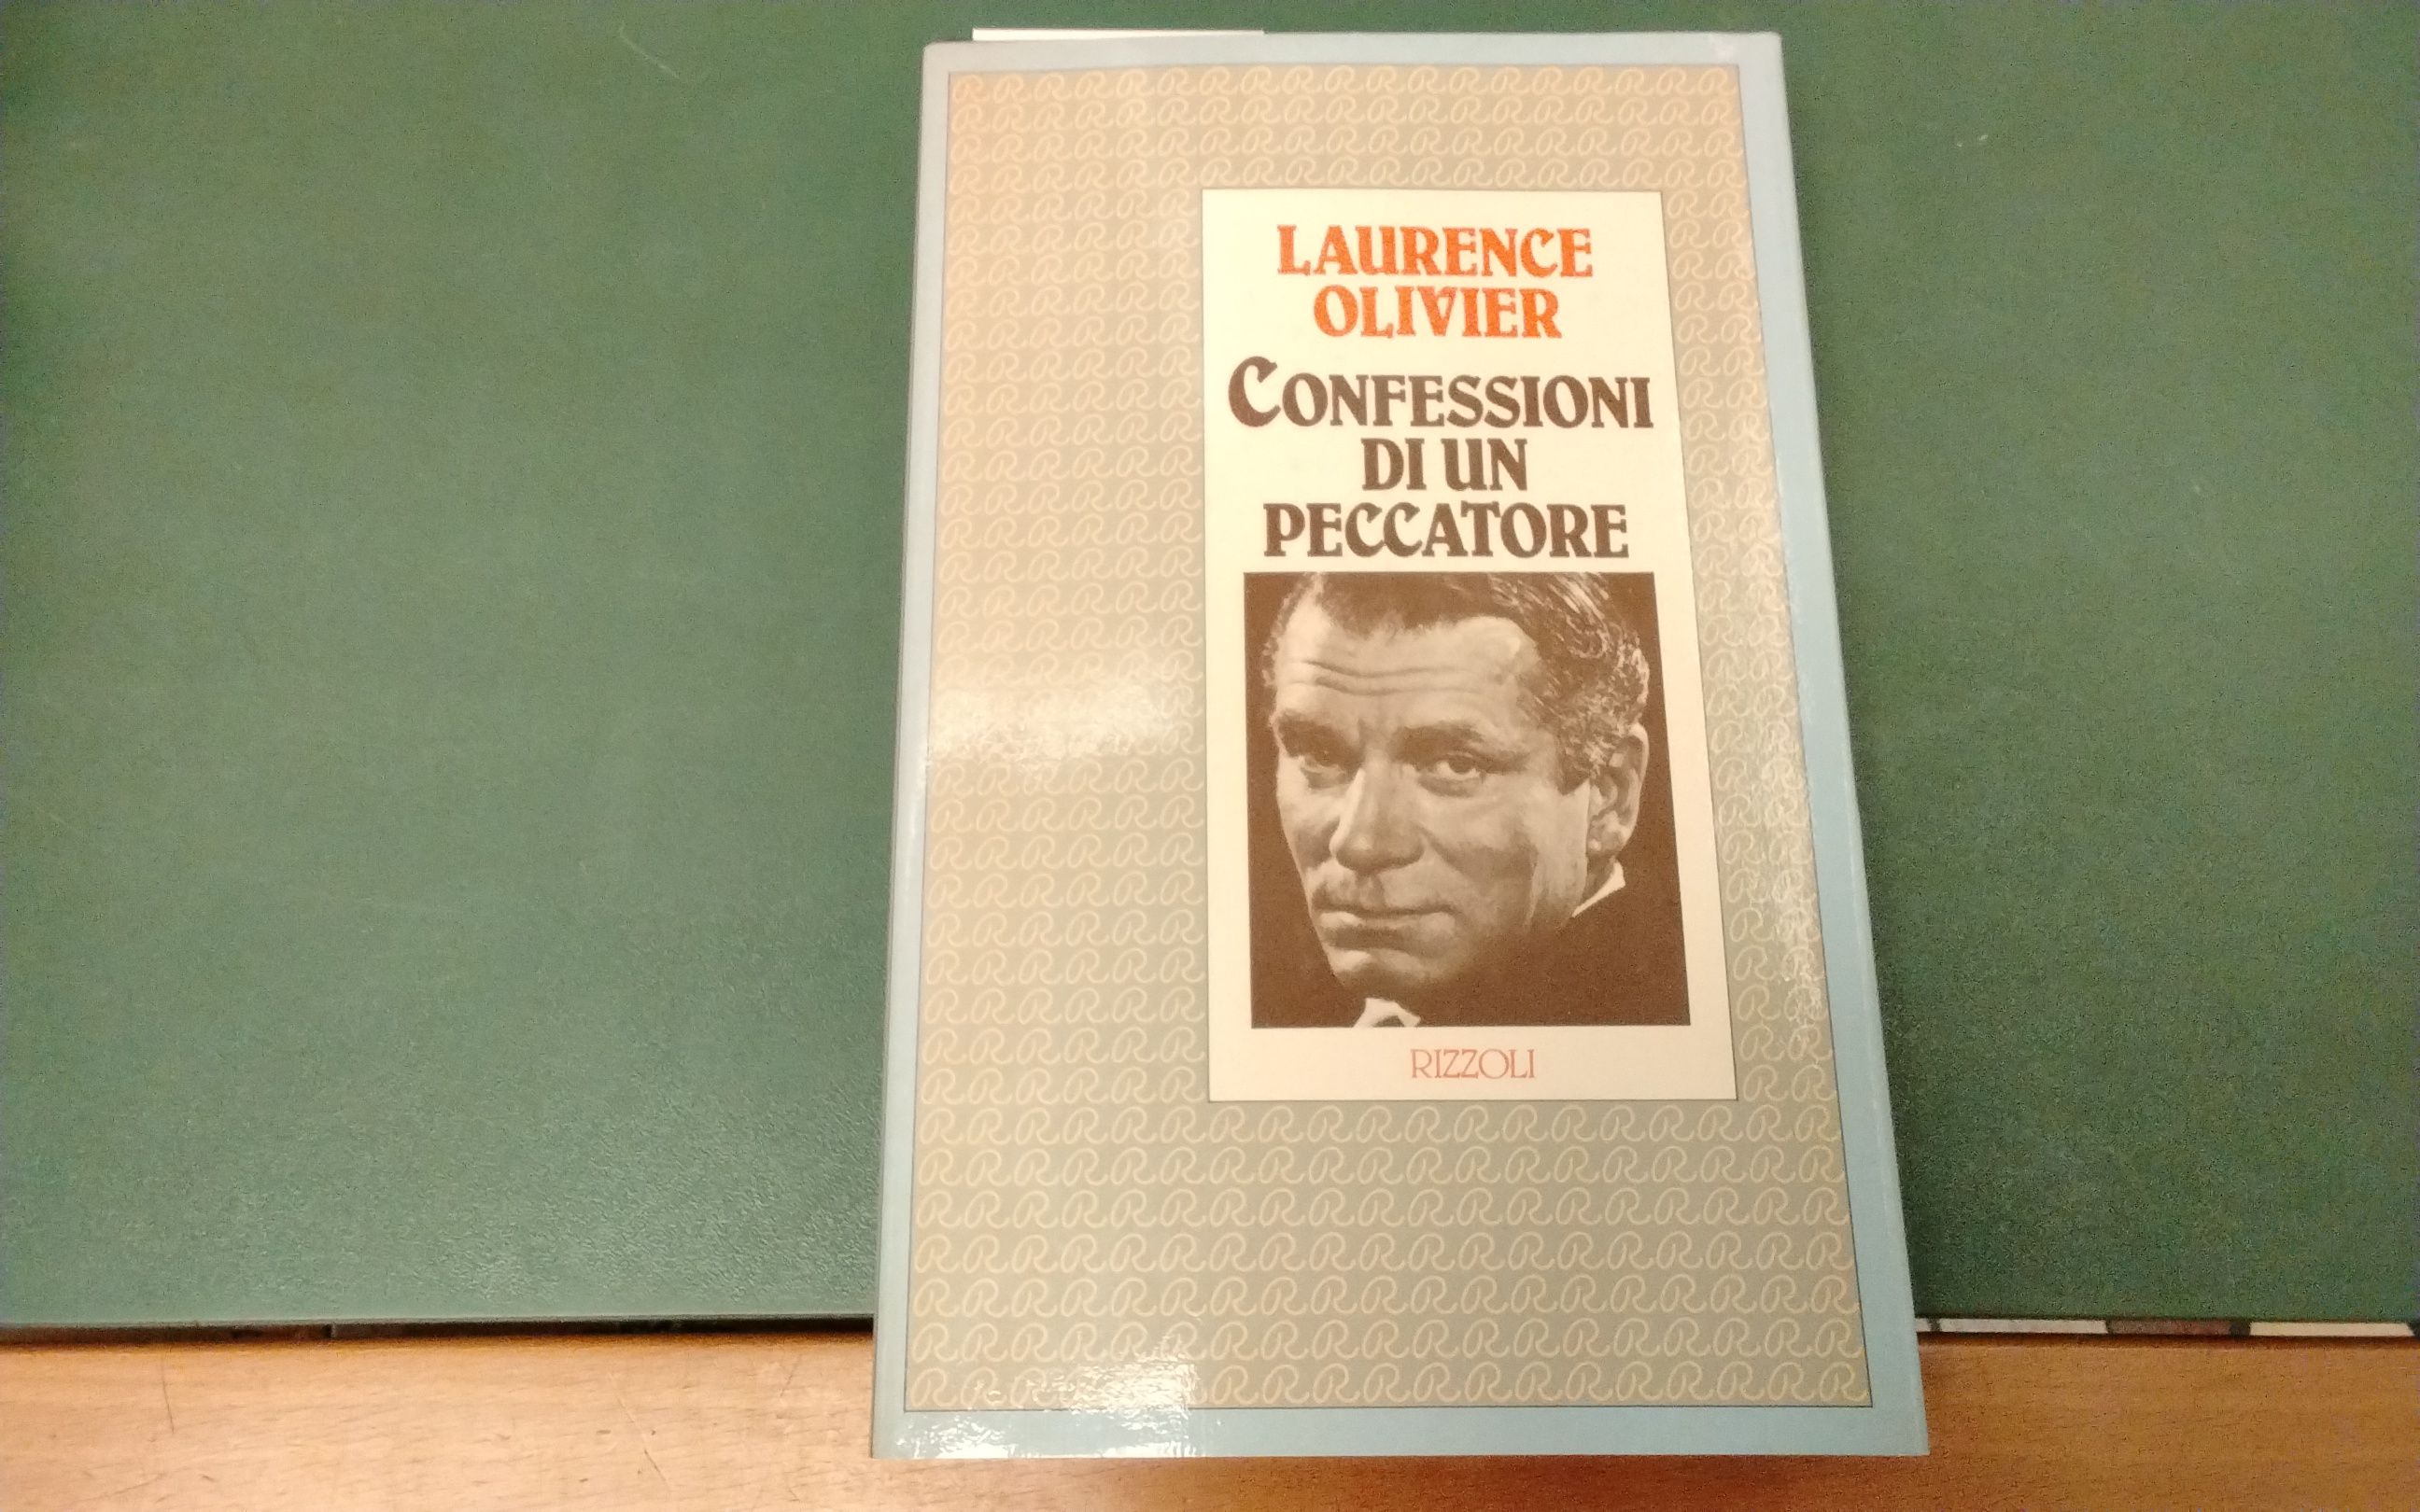 LAURENCE
OLIVIER
CONFESSIONI
DI UN
PECCATORE
RIZZOLI